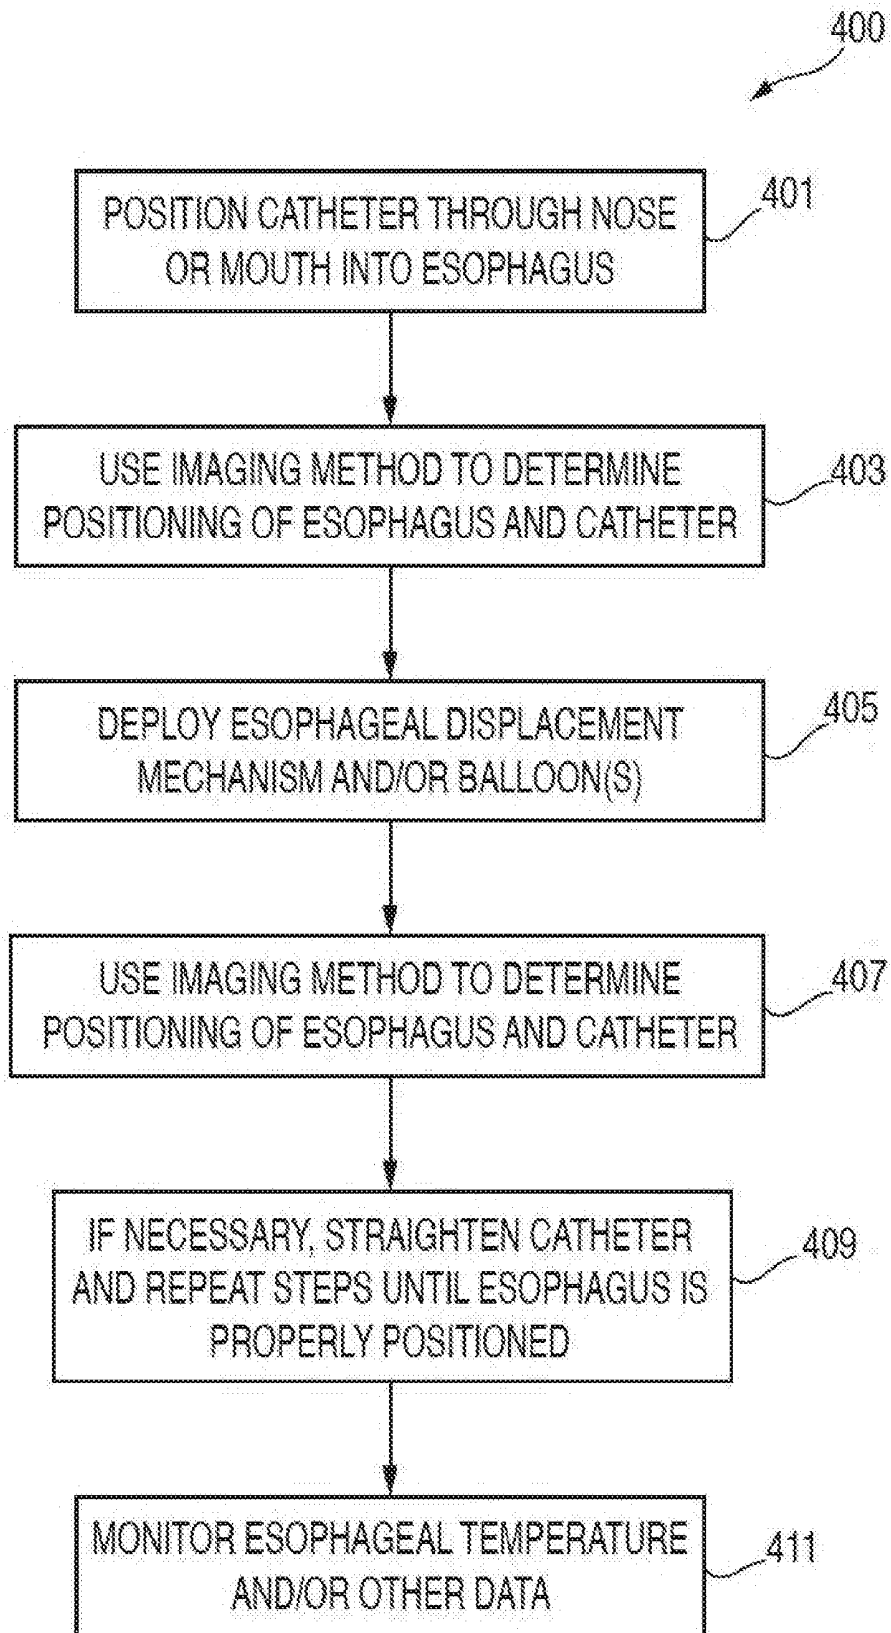 400
POSITION CATHETER THROUGH NOSE
OR MOUTH INTO ESOPHAGUS
401
USE IMAGING METHOD TO DETERMINE
POSITIONING OF ESOPHAGUS AND CATHETER
403
DEPLOY ESOPHAGEAL DISPLACEMENT
MECHANISM AND/OR BALLOON(S)
405
USE IMAGING METHOD TO DETERMINE
POSITIONING OF ESOPHAGUS AND CATHETER
407
IF NECESSARY, STRAIGHTEN CATHETER
AND REPEAT STEPS UNTIL ESOPHAGUS IS
PROPERLY POSITIONED
409
MONITOR ESOPHAGEAL TEMPERATURE
AND/OR OTHER DATA
411